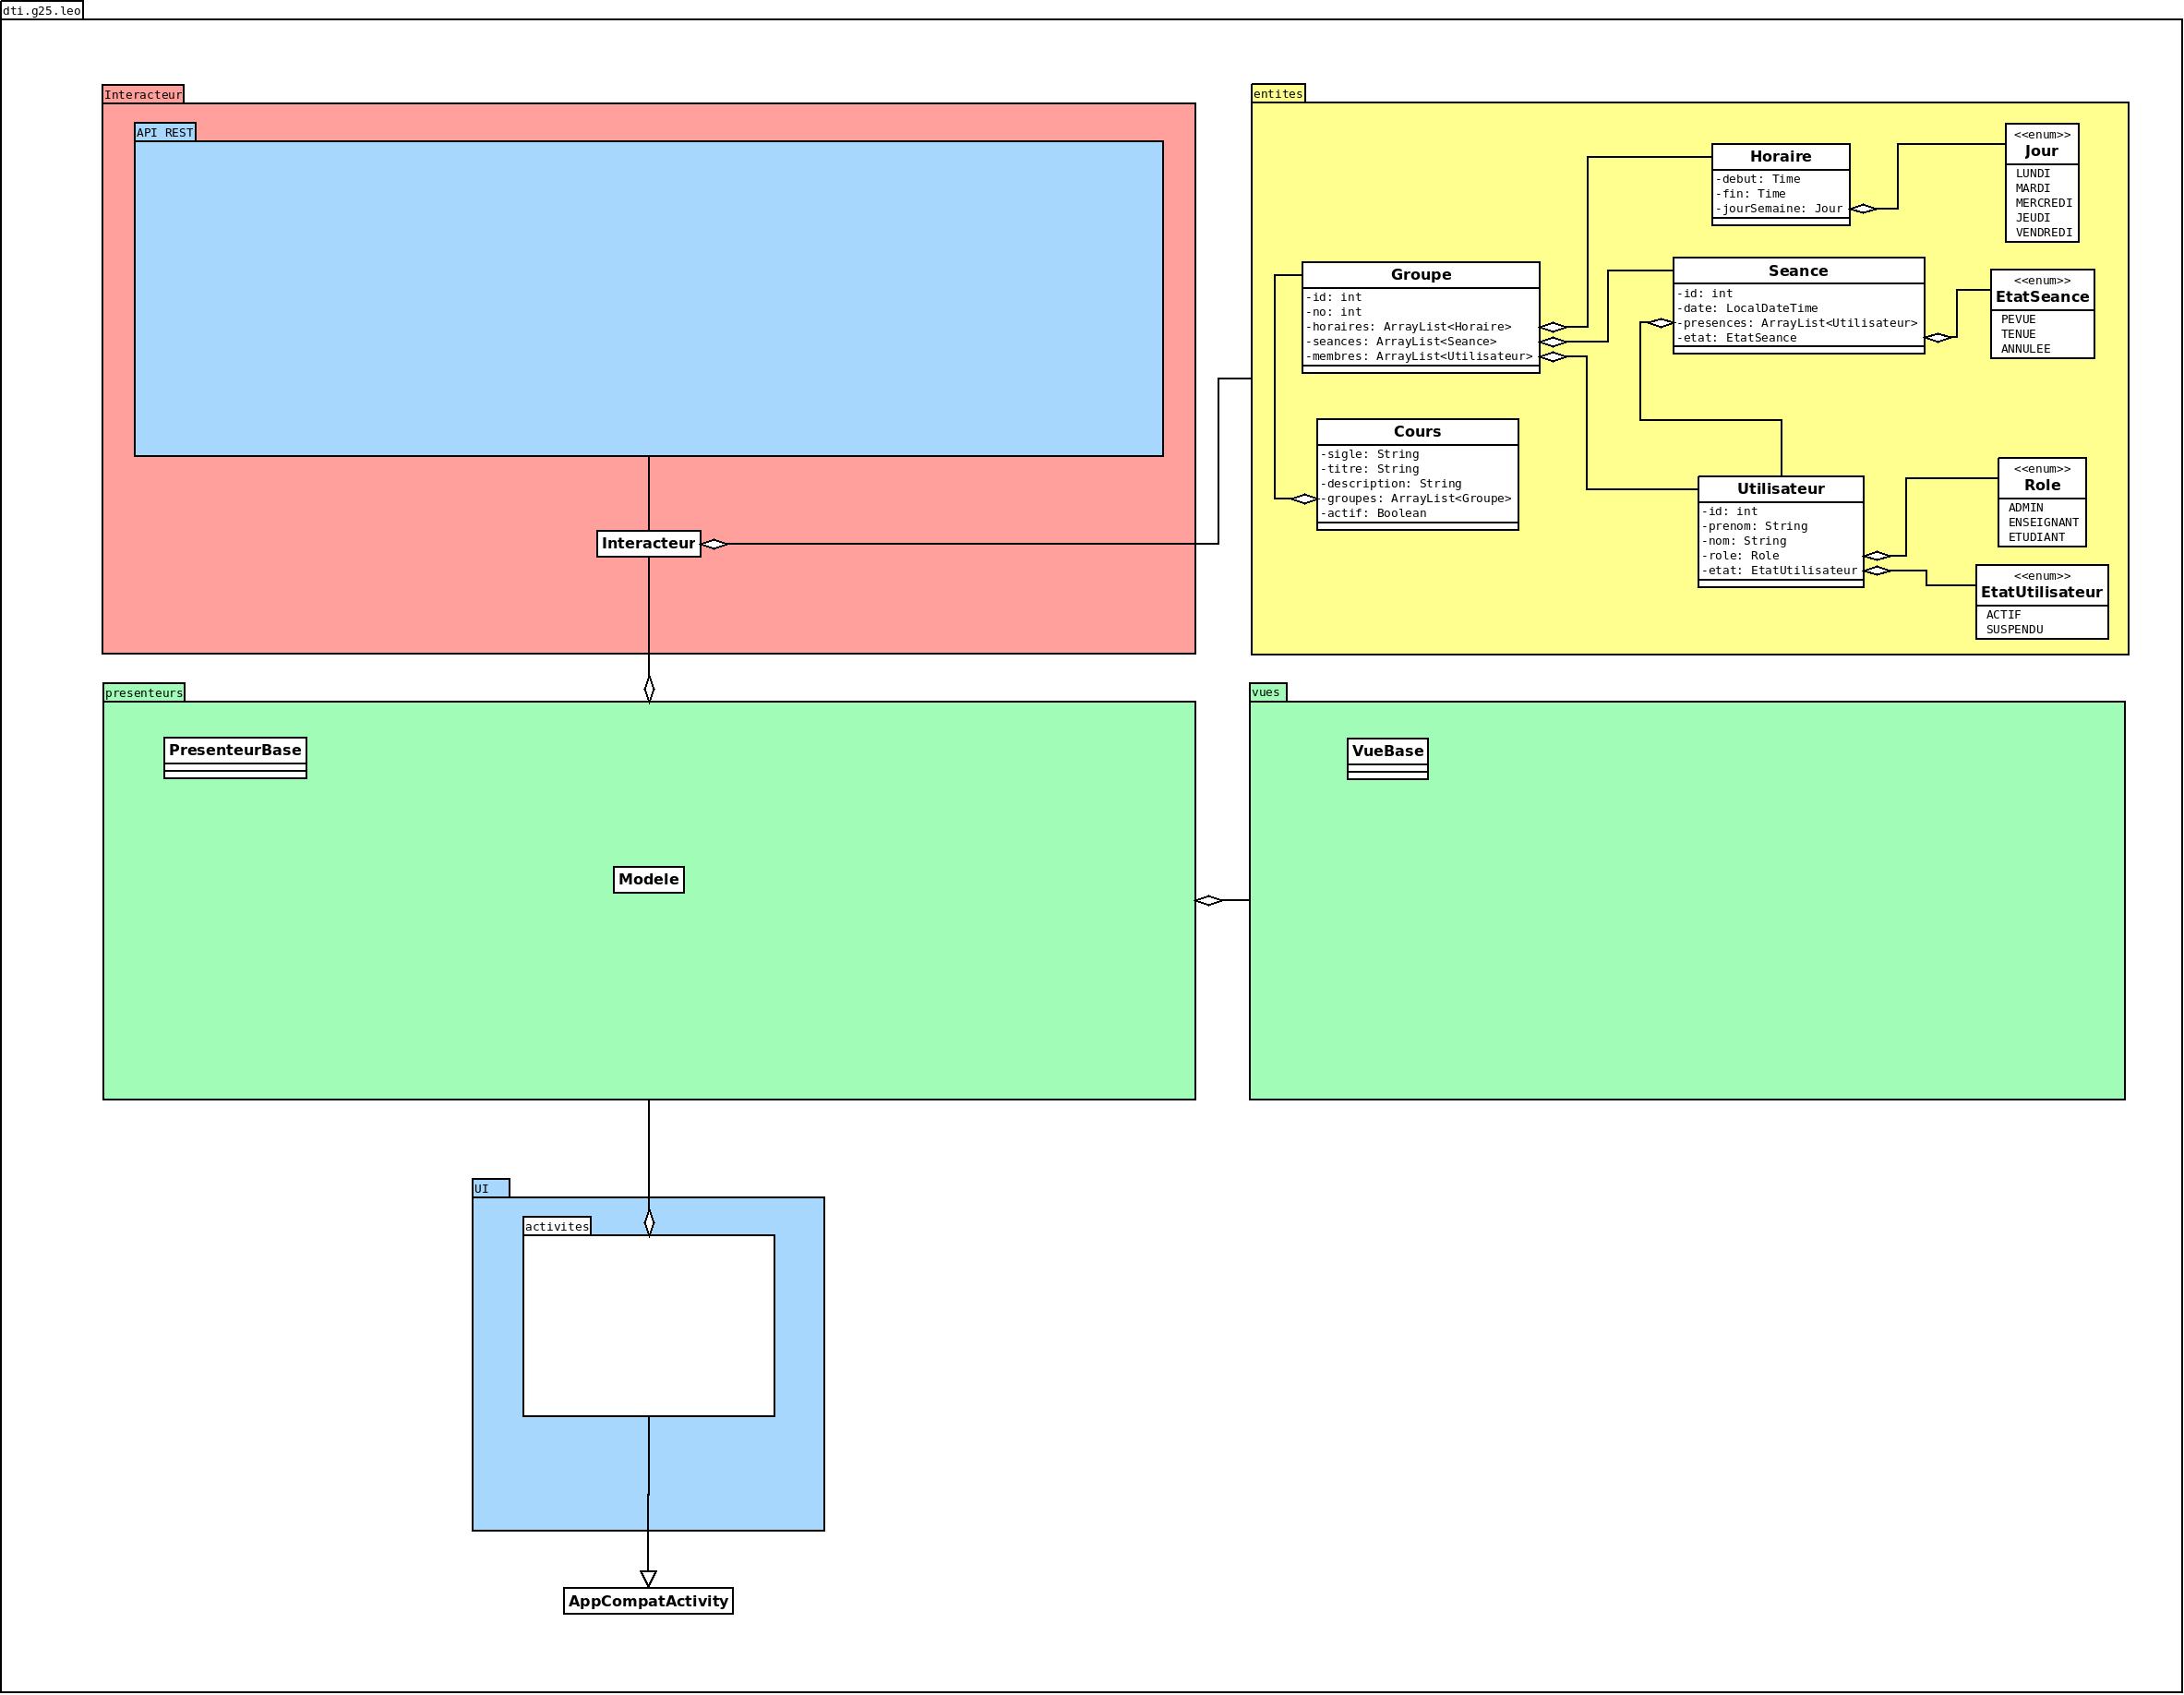 dti.g25.leo
Interacteur
API REST
Interacteur
entites
Horaire
-debut: Time
-fin: Time
-jourSemaine: Jour
<<enum>>
Jour
LUNDI
MARDI
MERCREDI
JEUDI
VENDREDI
Groupe
-id: int
-no: int
-horaires: ArrayList<Horaire>
-seances: ArrayList<Seance>
-membres: ArrayList<Utilisateur>
Seance
-id: int
-date: LocalDateTime
-presences: ArrayList<Utilisateur>
-etat: EtatSeance
<<enum>>
EtatSeance
PEVUE
TENUE
ANNULEE
Cours
-sigle: String
-titre: String
-description: String
-groupes: ArrayList<Groupe>
-actif: Boolean
Utilisateur
-id: int
-prenom: String
-nom: String
-role: Role
-etat: EtatUtilisateur
<<enum>>
Role
ADMIN
ENSEIGNANT
ETUDIANT
<<enum>>
EtatUtilisateur
ACTIF
SUSPENDU
presenteurs
PresenteurBase
Modele
vues
VueBase
UI
activites
AppCompatActivity